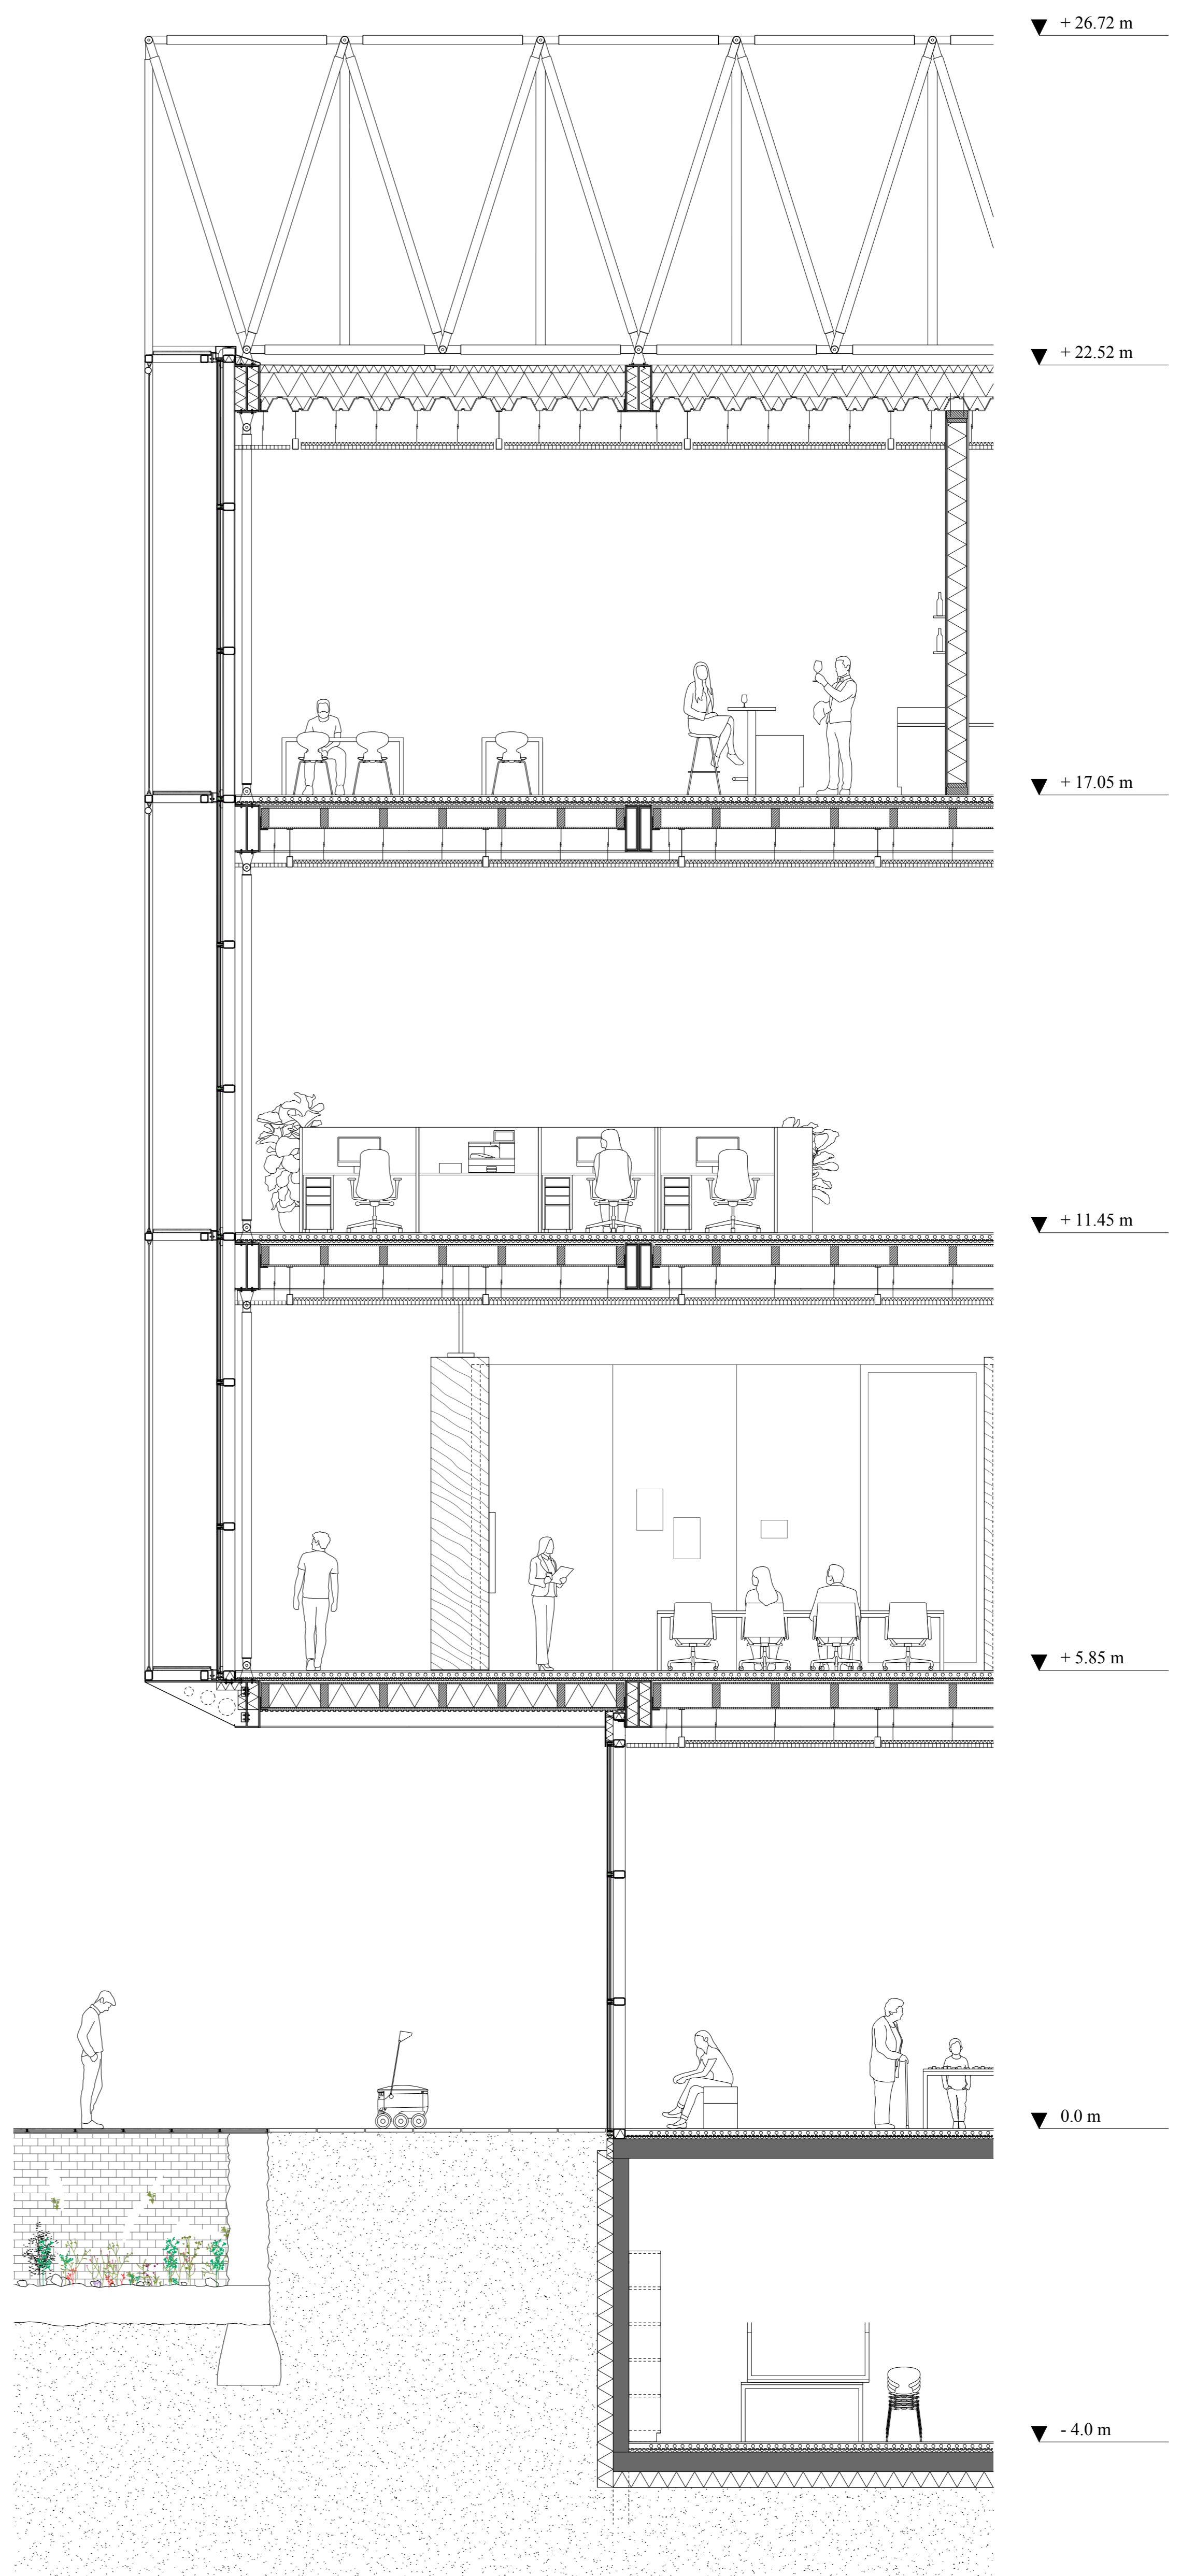 + 26.72 m
+ 22.52 m
+ 17.05 m
+ 11.45 m
+ 5.85 m
0.0 m
- 4.0 m